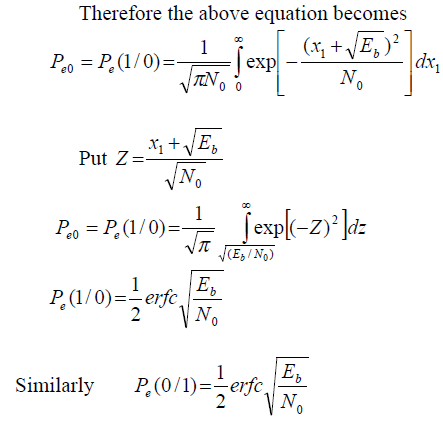 Therefore the above equation becomes
P_{e0} = P_e(1/0) = \frac{1}{\sqrt{\pi N_0}} \int_0^\infty \exp\left[ -\frac{(x_1 + \sqrt{E_b})^2}{N_0} \right] dx_1
Put Z = \frac{x_1 + \sqrt{E_b}}{\sqrt{N_0}}
P_{e0} = P_e(1/0) = \frac{1}{\sqrt{\pi}} \int_{\sqrt{(E_b / N_0)}}^\infty \exp\left[ (-Z)^2 \right] dz
P_e(1/0) = \frac{1}{2} erfc \sqrt{\frac{E_b}{N_0}}
Similarly P_e(0/1) = \frac{1}{2} erfc \sqrt{\frac{E_b}{N_0}}